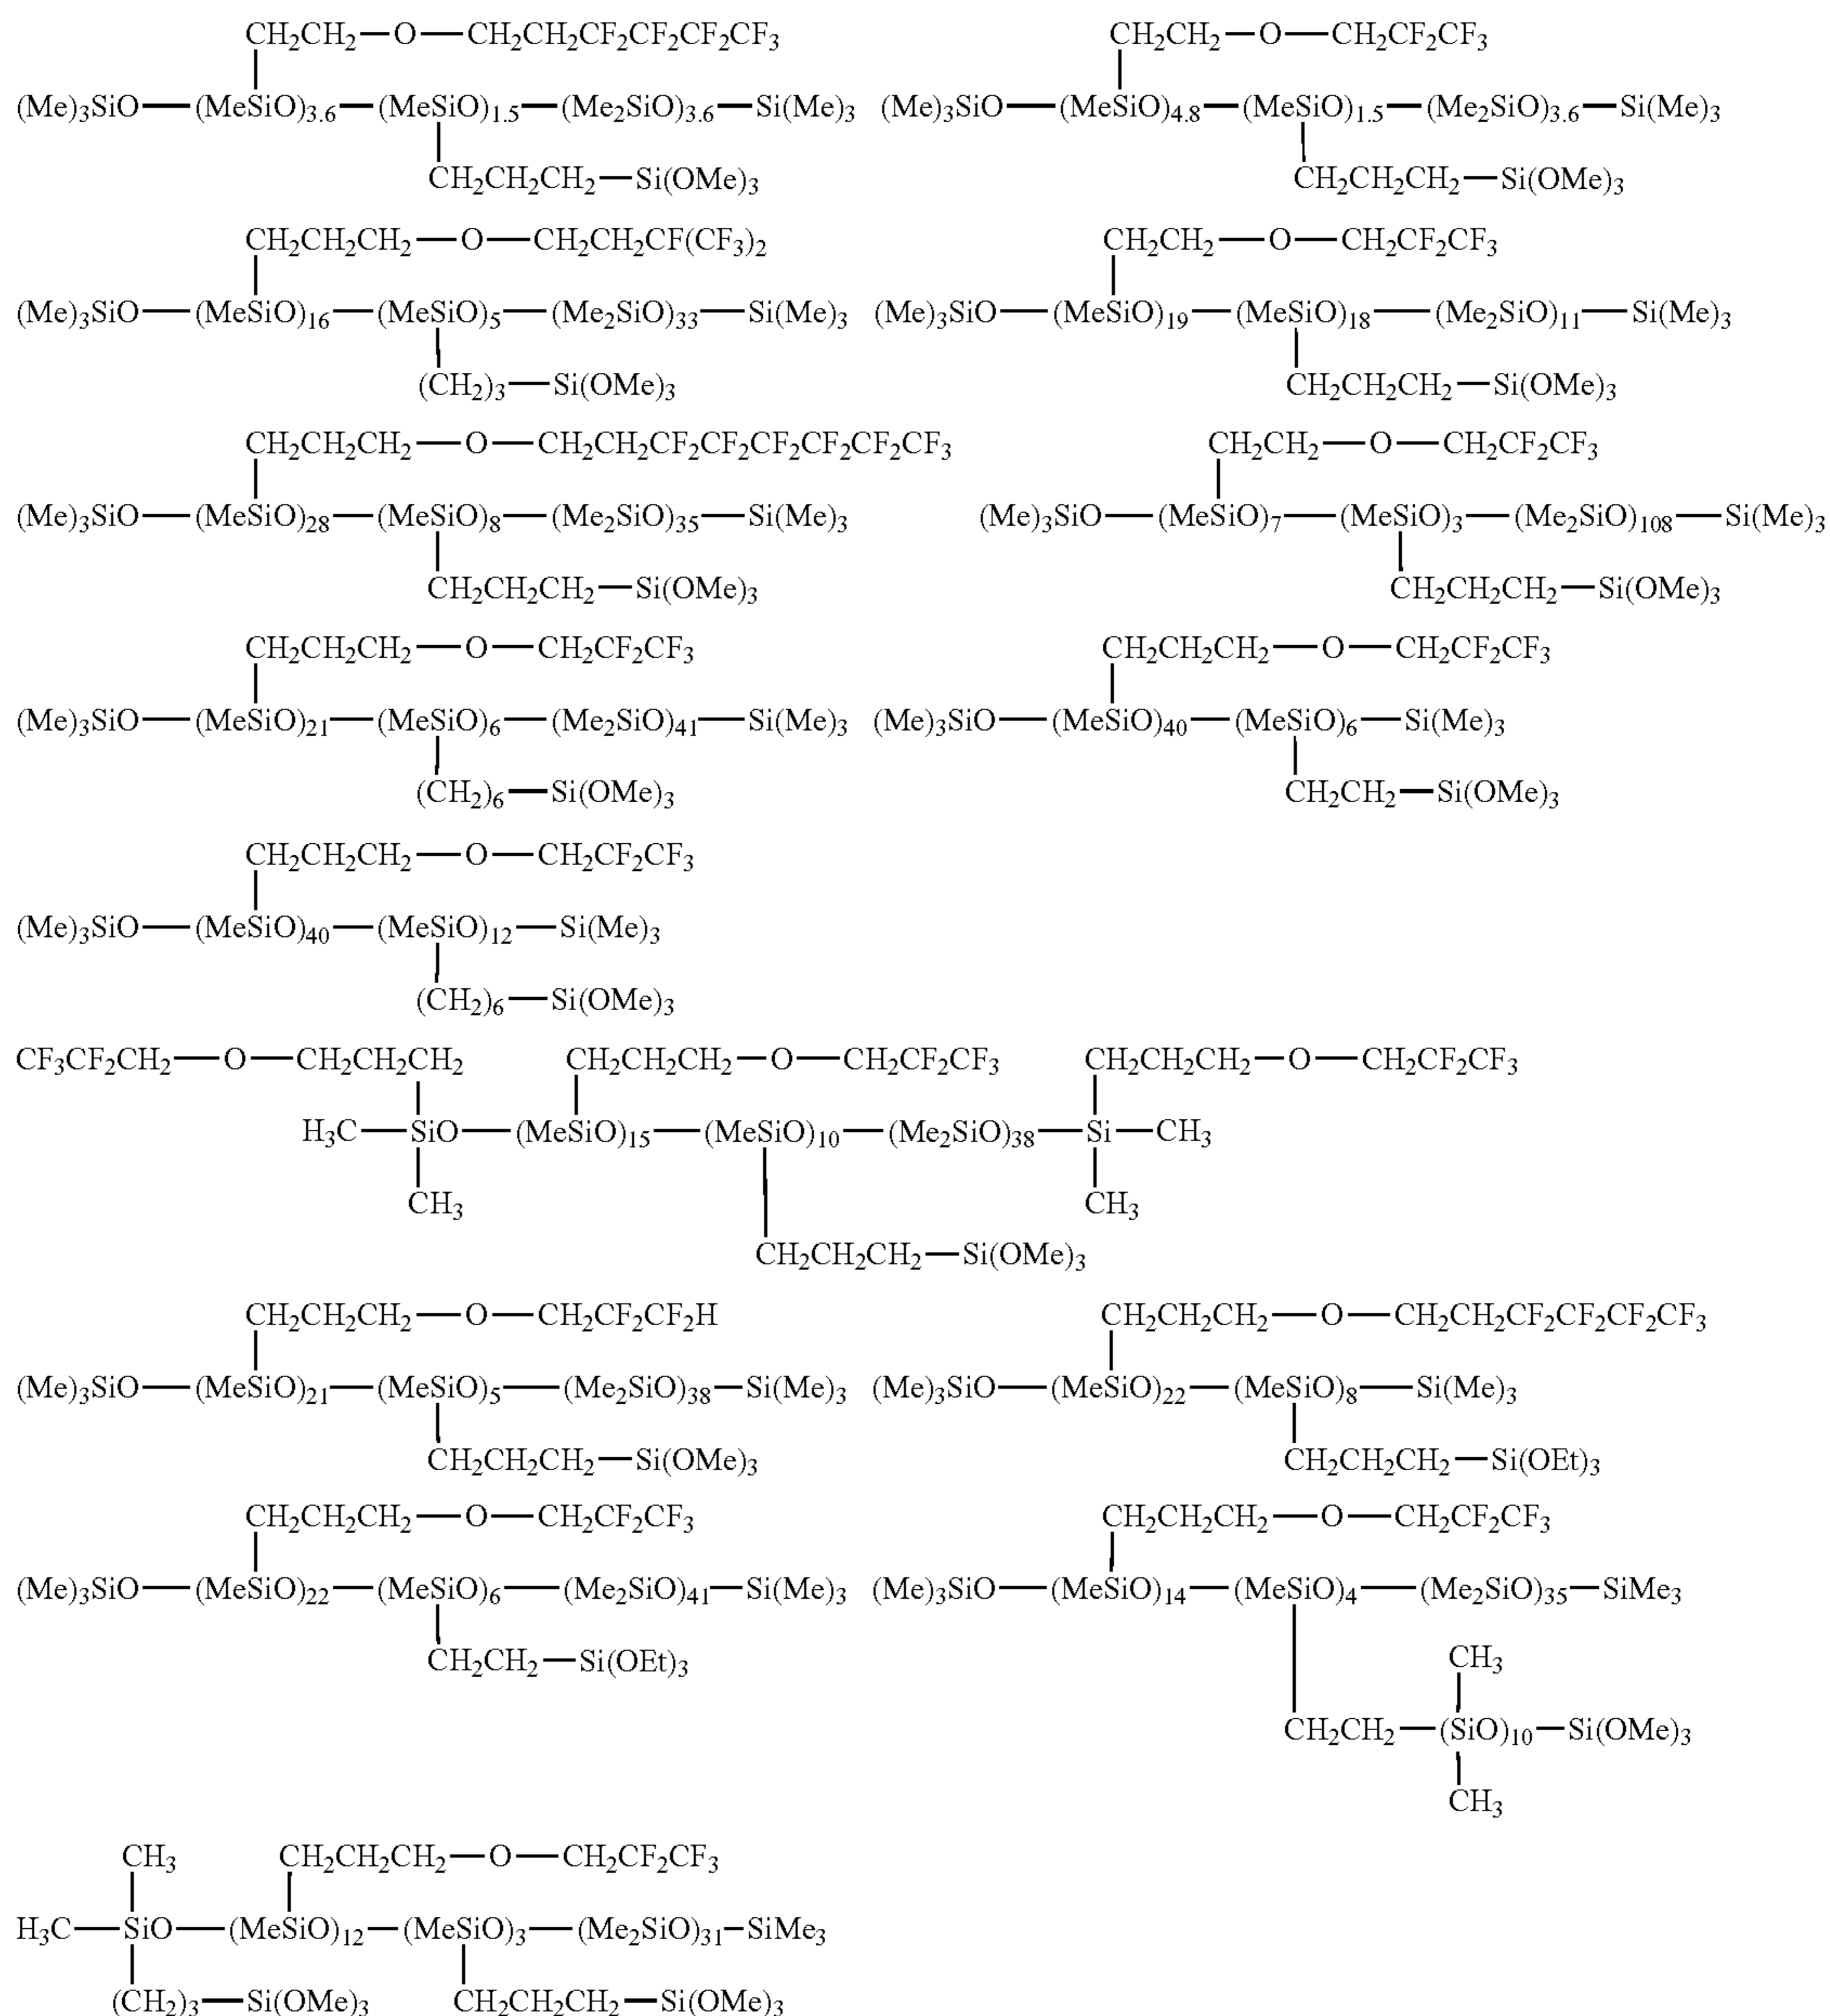 CH₂CH₂—O—CH₂CH₂CF₂CF₂CF₂CF₃
(Me)₃SiO—(MeSiO)₃.₆—(MeSiO)₁.₅—(Me₂SiO)₃.₆—Si(Me)₃
CH₂CH₂CH₂—Si(OMe)₃
CH₂CH₂—O—CH₂CF₂CF₃
(Me)₃SiO—(MeSiO)₄.₈—(MeSiO)₁.₅—(Me₂SiO)₃.₆—Si(Me)₃
CH₂CH₂CH₂—Si(OMe)₃
CH₂CH₂CH₂—O—CH₂CH₂CF(CF₃)₂
(Me)₃SiO—(MeSiO)₁₆—(MeSiO)₅—(Me₂SiO)₃₃—Si(Me)₃
(CH₂)₃—Si(OMe)₃
CH₂CH₂—O—CH₂CF₂CF₃
(Me)₃SiO—(MeSiO)₁₉—(MeSiO)₁₈—(Me₂SiO)₁₁—Si(Me)₃
CH₂CH₂CH₂—Si(OMe)₃
CH₂CH₂CH₂—O—CH₂CH₂CF₂CF₂CF₂CF₂CF₂CF₃
(Me)₃SiO—(MeSiO)₂₈—(MeSiO)₈—(Me₂SiO)₃₅—Si(Me)₃
CH₂CH₂CH₂—Si(OMe)₃
CH₂CH₂—O—CH₂CF₂CF₃
(Me)₃SiO—(MeSiO)₇—(MeSiO)₃—(Me₂SiO)₁₀₈—Si(Me)₃
CH₂CH₂CH₂—Si(OMe)₃
CH₂CH₂CH₂—O—CH₂CF₂CF₃
(Me)₃SiO—(MeSiO)₂₁—(MeSiO)₆—(Me₂SiO)₄₁—Si(Me)₃
(CH₂)₆—Si(OMe)₃
CH₂CH₂CH₂—O—CH₂CF₂CF₃
(Me)₃SiO—(MeSiO)₄₀—(MeSiO)₆—Si(Me)₃
CH₂CH₂—Si(OMe)₃
CH₂CH₂CH₂—O—CH₂CF₂CF₃
(Me)₃SiO—(MeSiO)₄₀—(MeSiO)₁₂—Si(Me)₃
(CH₂)₆—Si(OMe)₃
CF₃CF₂CH₂—O—CH₂CH₂CH₂ CH₂CH₂CH₂—O—CH₂CF₂CF₃ CH₂CH₂CH₂—O—CH₂CF₂CF₃
H₃C—SiO—(MeSiO)₁₅—(MeSiO)₁₀—(Me₂SiO)₃₈—Si—CH₃
CH₃ CH₃
CH₂CH₂CH₂—Si(OMe)₃
CH₂CH₂CH₂—O—CH₂CF₂CF₂H
(Me)₃SiO—(MeSiO)₂₁—(MeSiO)₅—(Me₂SiO)₃₈—Si(Me)₃
CH₂CH₂CH₂—Si(OMe)₃
CH₂CH₂CH₂—O—CH₂CH₂CF₂CF₂CF₂CF₃
(Me)₃SiO—(MeSiO)₂₂—(MeSiO)₈—Si(Me)₃
CH₂CH₂CH₂—Si(OEt)₃
CH₂CH₂CH₂—O—CH₂CF₂CF₃
(Me)₃SiO—(MeSiO)₂₂—(MeSiO)₆—(Me₂SiO)₄₁—Si(Me)₃
CH₂CH₂—Si(OEt)₃
CH₂CH₂CH₂—O—CH₂CF₂CF₃
(Me)₃SiO—(MeSiO)₁₄—(MeSiO)₄—(Me₂SiO)₃₅—SiMe₃
CH₃
CH₂CH₂—(SiO)₁₀—Si(OMe)₃
CH₃
CH₃ CH₂CH₂CH₂—O—CH₂CF₂CF₃
H₃C—SiO—(MeSiO)₁₂—(MeSiO)₃—(Me₂SiO)₃₁—SiMe₃
(CH₂)₃—Si(OMe)₃ CH₂CH₂CH₂—Si(OMe)₃